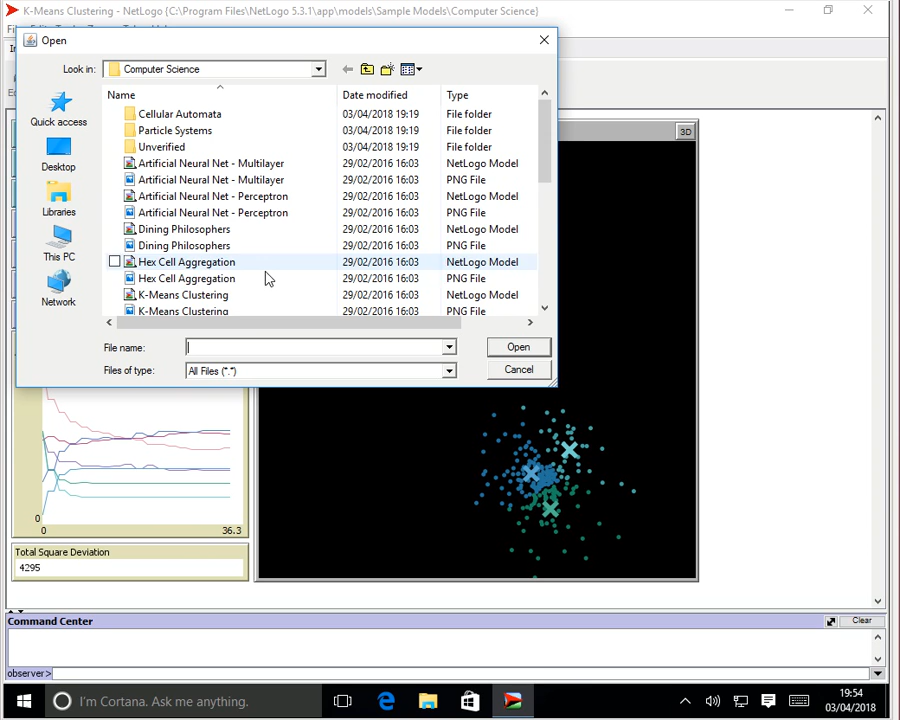 K-Means Clustering - NetLogo {C:\Program Files\NetLogo 5.3.1\app\models\Sample Models\Computer Science}
Open
Look in: Computer Science
Name Date modified Type
Cellular Automata 03/04/2018 19:19 File folder
Particle Systems 03/04/2018 19:19 File folder
Unverified 03/04/2018 19:19 File folder
Artificial Neural Net - Multilayer 29/02/2016 16:03 NetLogo Model
Artificial Neural Net - Multilayer 29/02/2016 16:03 PNG File
Artificial Neural Net - Perceptron 29/02/2016 16:03 NetLogo Model
Artificial Neural Net - Perceptron 29/02/2016 16:03 PNG File
Dining Philosophers 29/02/2016 16:03 NetLogo Model
Dining Philosophers 29/02/2016 16:03 PNG File
Hex Cell Aggregation 29/02/2016 16:03 NetLogo Model
Hex Cell Aggregation 29/02/2016 16:03 PNG File
K-Means Clustering 29/02/2016 16:03 NetLogo Model
K-Means Clustering 29/02/2016 16:03 PNG File
Quick access
Desktop
Libraries
This PC
Network
File name:
Open
Files of type: All Files (*.*)
Cancel
3D
0
0 36.3
Total Square Deviation
4295
Command Center
Clear
observer>
I'm Cortana. Ask me anything.
19:54
03/04/2018